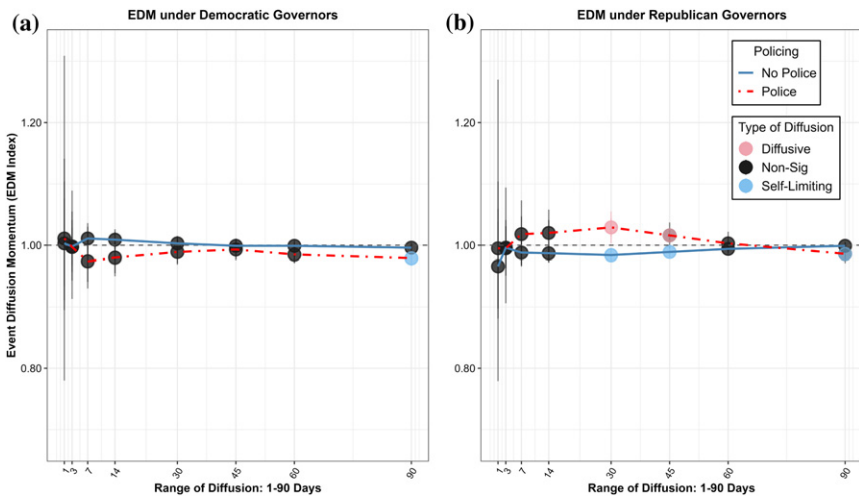 (a)
EDM under Democratic Governors
Event Diffusion Momentum (EDM Index)
1.20
1.00
0.80
1
3
7
14
30
45
60
90
Range of Diffusion: 1-90 Days
(b)
EDM under Republican Governors
Policing
No Police
Police
Type of Diffusion
Diffusive
Non-Sig
Self-Limiting
1.20
1.00
0.80
1
3
7
14
30
45
60
90
Range of Diffusion: 1-90 Days